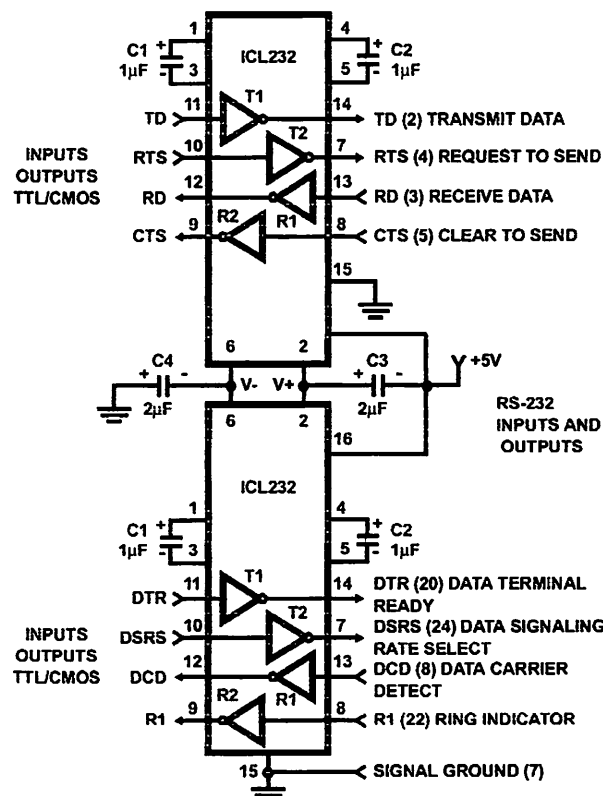 1
4
C1 +
1µF -
ICL232
+ C2
- 1µF
3
5
T1
11
14
TD
TD (2) TRANSMIT DATA
T2
10
7
RTS
RTS (4) REQUEST TO SEND
INPUTS
OUTPUTS
TTL/CMOS
12
13
RD
RD (3) RECEIVE DATA
R2
R1
9
8
CTS
CTS (5) CLEAR TO SEND
15
6
2
C4
+ -
2µF
V-
V+
C3
+ -
2µF
+5V
RS-232
INPUTS AND
OUTPUTS
6
2
16
ICL232
1
4
C1 +
1µF -
+ C2
- 1µF
3
5
T1
11
14
DTR
DTR (20) DATA TERMINAL
READY
T2
10
7
DSRS
DSRS (24) DATA SIGNALING
RATE SELECT
INPUTS
OUTPUTS
TTL/CMOS
12
13
DCD
DCD (8) DATA CARRIER
DETECT
R2
R1
9
8
R1
R1 (22) RING INDICATOR
15
SIGNAL GROUND (7)